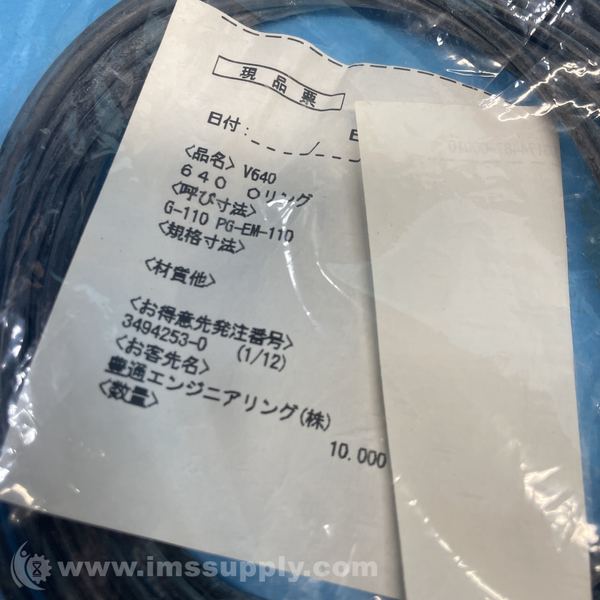 現品票
日付:
<品名> V640
640 Oリング
<呼び寸法>
G-110 PG-EM-110
<規格寸法>
<材質他>
<お得意先発注番号>
3494253-0 (1/12)
<お客先名>
豊通エンジニアリング(株)
<数量>
10.000
www.imssupply.com